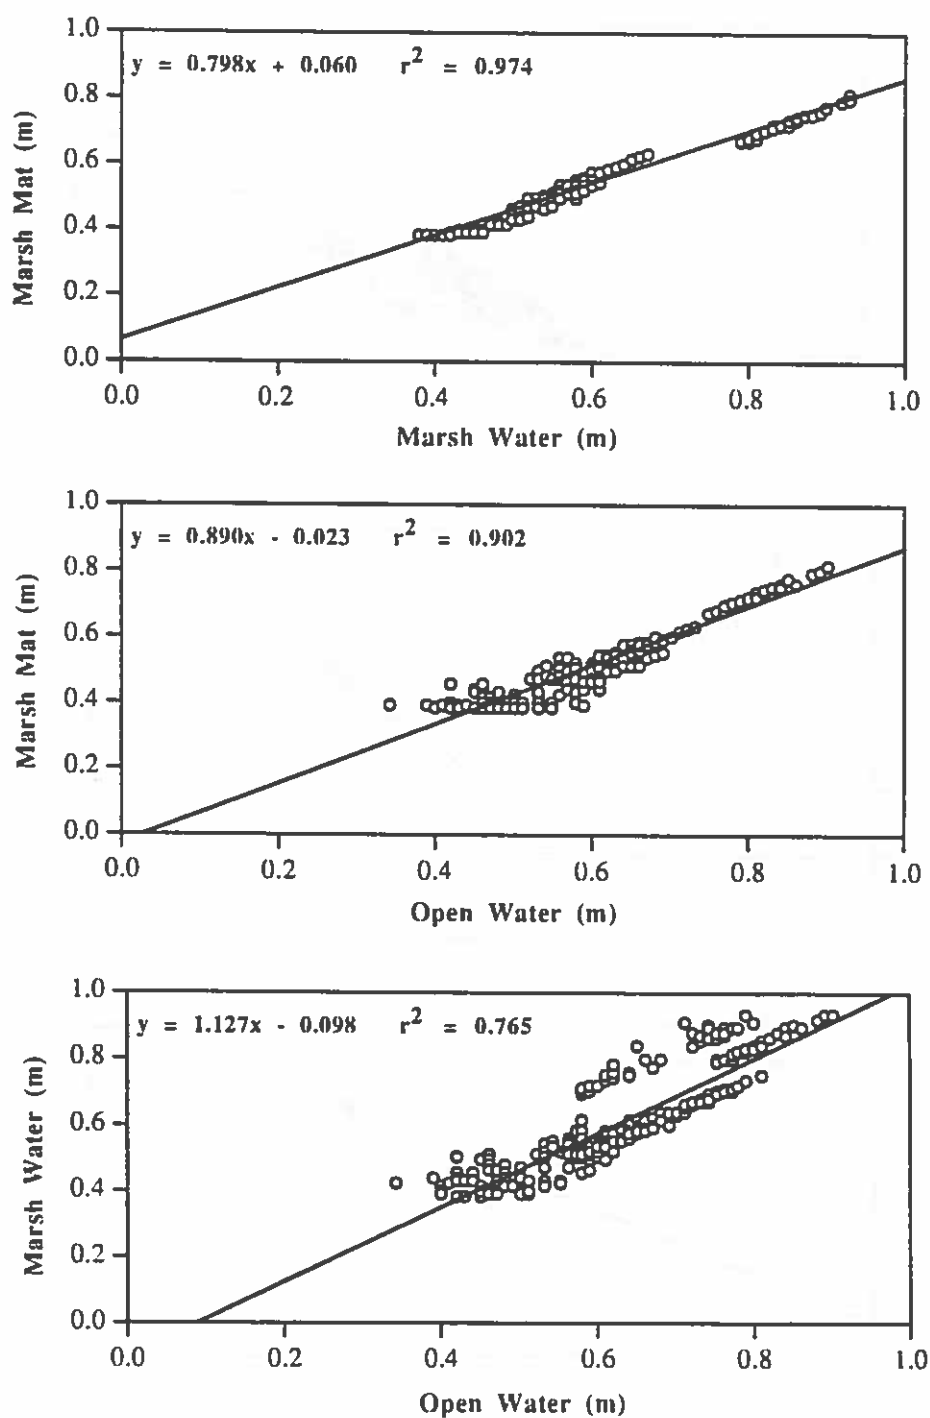 y = 0.798x + 0.060 r² = 0.974
1.0
0.8
0.6
0.4
0.2
0.0
Marsh Mat (m)
0.0 0.2 0.4 0.6 0.8 1.0
Marsh Water (m)
y = 0.890x - 0.023 r² = 0.902
1.0
0.8
0.6
0.4
0.2
0.0
Marsh Mat (m)
0.0 0.2 0.4 0.6 0.8 1.0
Open Water (m)
y = 1.127x - 0.098 r² = 0.765
1.0
0.8
0.6
0.4
0.2
0.0
Marsh Water (m)
0.0 0.2 0.4 0.6 0.8 1.0
Open Water (m)